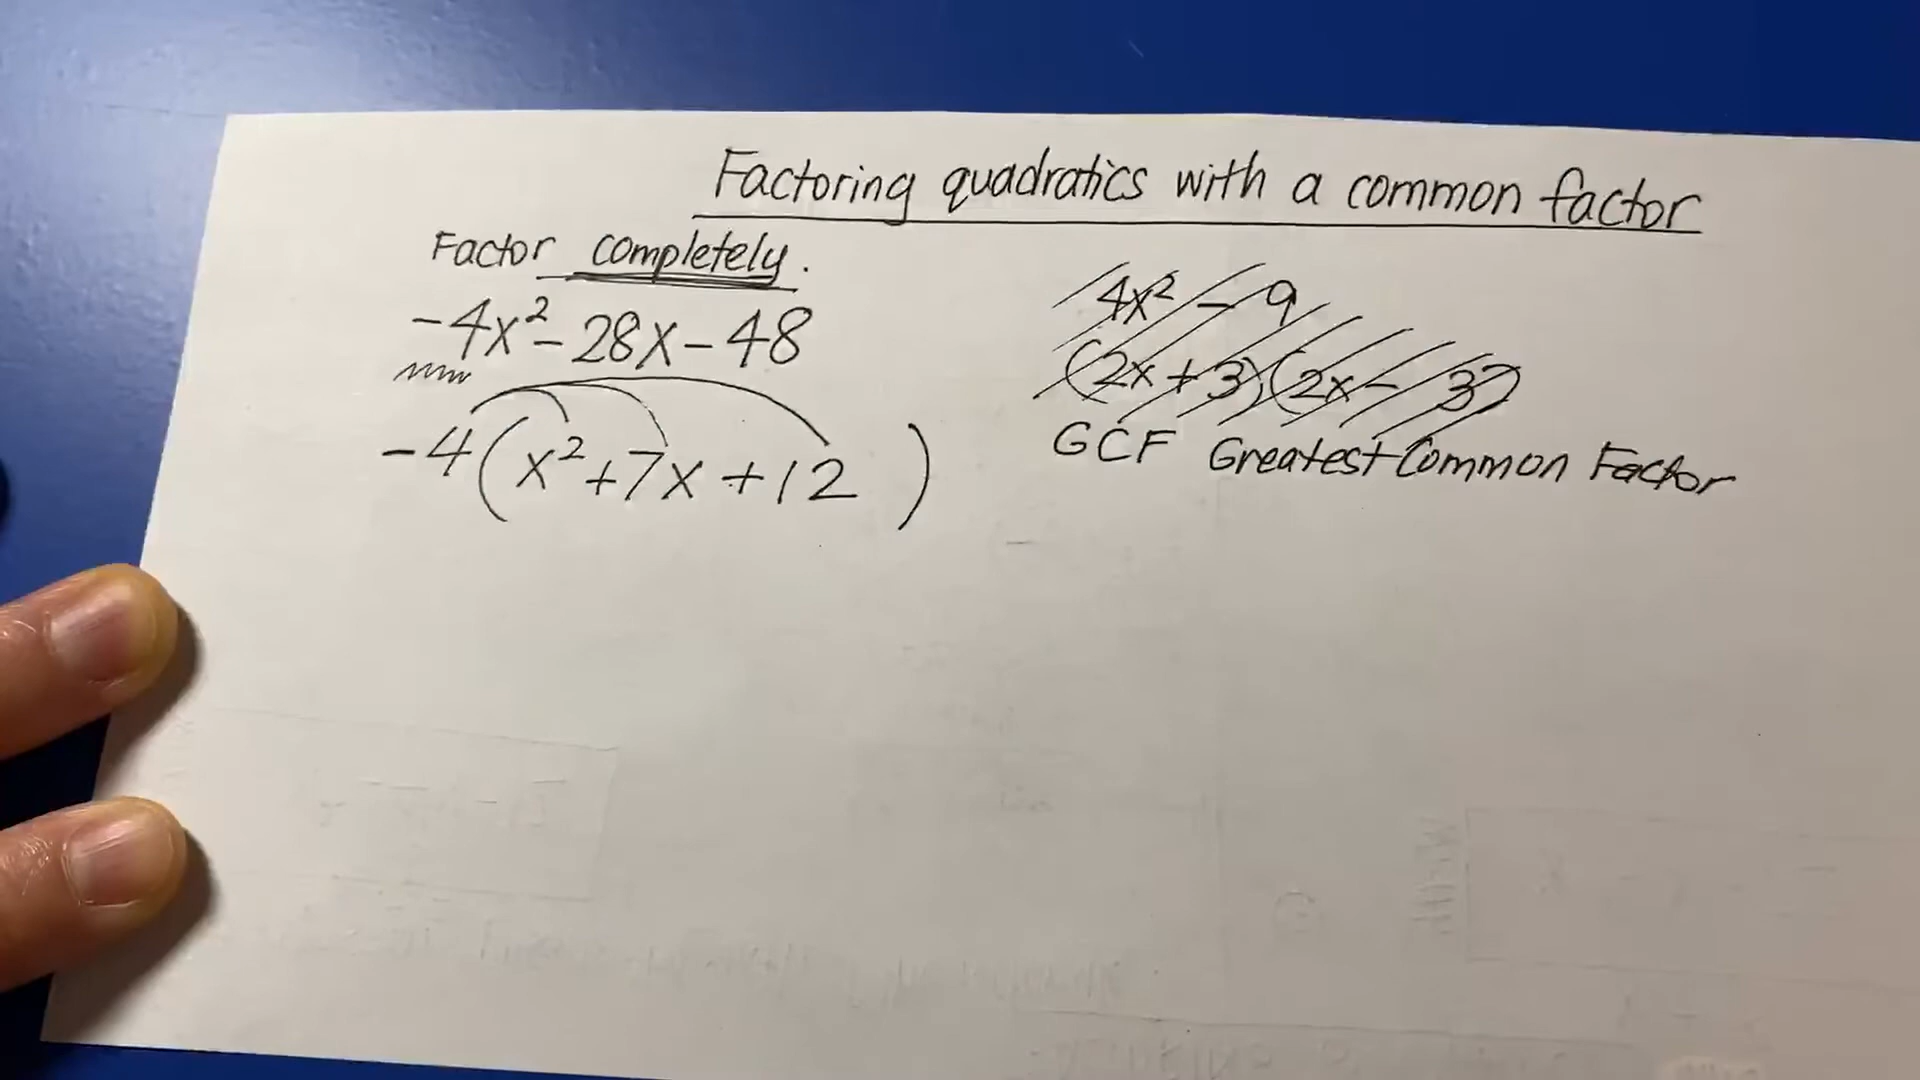 Factoring quadratics with a common factor
Factor completely.
-4x² - 28x - 48
-4(x² + 7x + 12)
4x² - 9
(2x + 3)(2x - 3)
GCF Greatest Common Factor